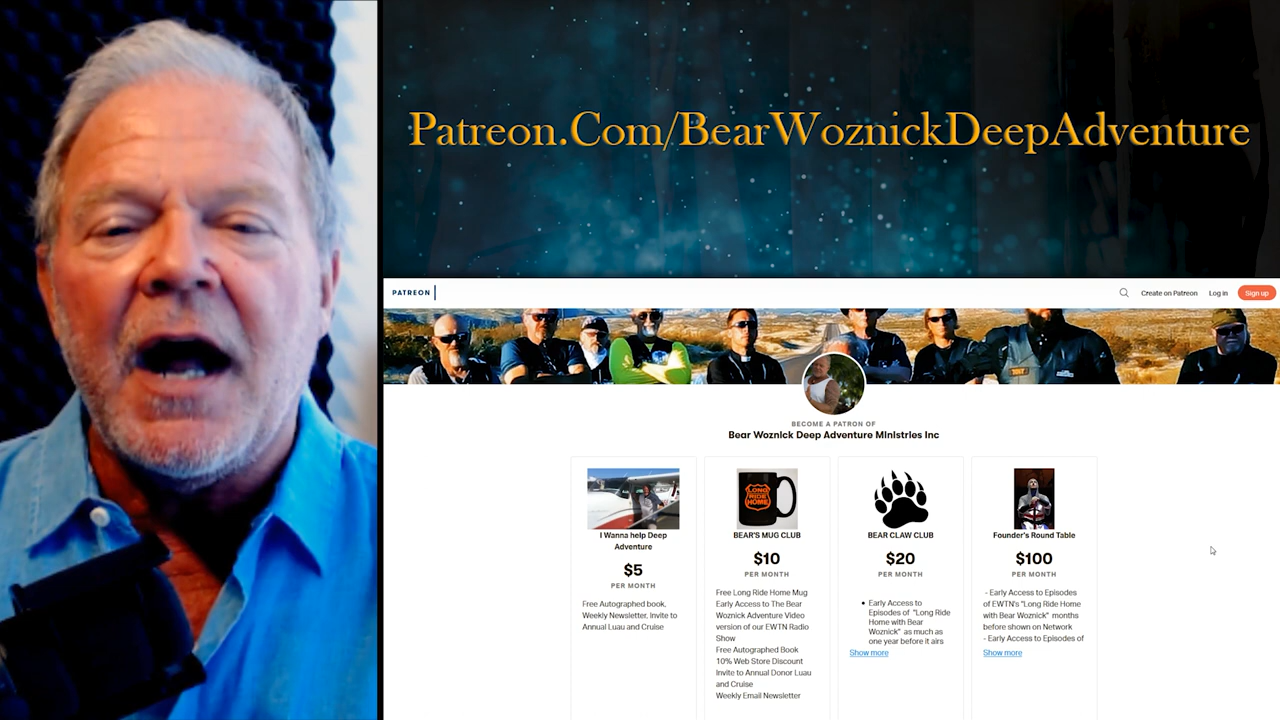 Patreon.Com/BearWoznickDeepAdventure
PATREON
Create on Patreon
Log in
Sign up
BECOME A PATRON OF
Bear Woznick Deep Adventure Ministries Inc
I Wanna help Deep
Adventure
$5
PER MONTH
Free Autographed book,
Weekly Newsletter, Invite to
Annual Luau and Cruise
LONG
RIDE
HOME
BEAR'S MUG CLUB
$10
PER MONTH
Free Long Ride Home Mug
Early Access to The Bear
Woznick Adventure Video
version of our EWTN Radio
Show
Free Autographed Book
10% Web Store Discount
Invite to Annual Donor Luau
and Cruise
Weekly Email Newsletter
BEAR CLAW CLUB
$20
PER MONTH
• Early Access to
Episodes of "Long Ride
Home with Bear
Woznick" as much as
one year before it airs
Show more
Founder's Round Table
$100
PER MONTH
- Early Access to Episodes
of EWTN's "Long Ride Home
with Bear Woznick" months
before shown on Network
- Early Access to Episodes of
Show more